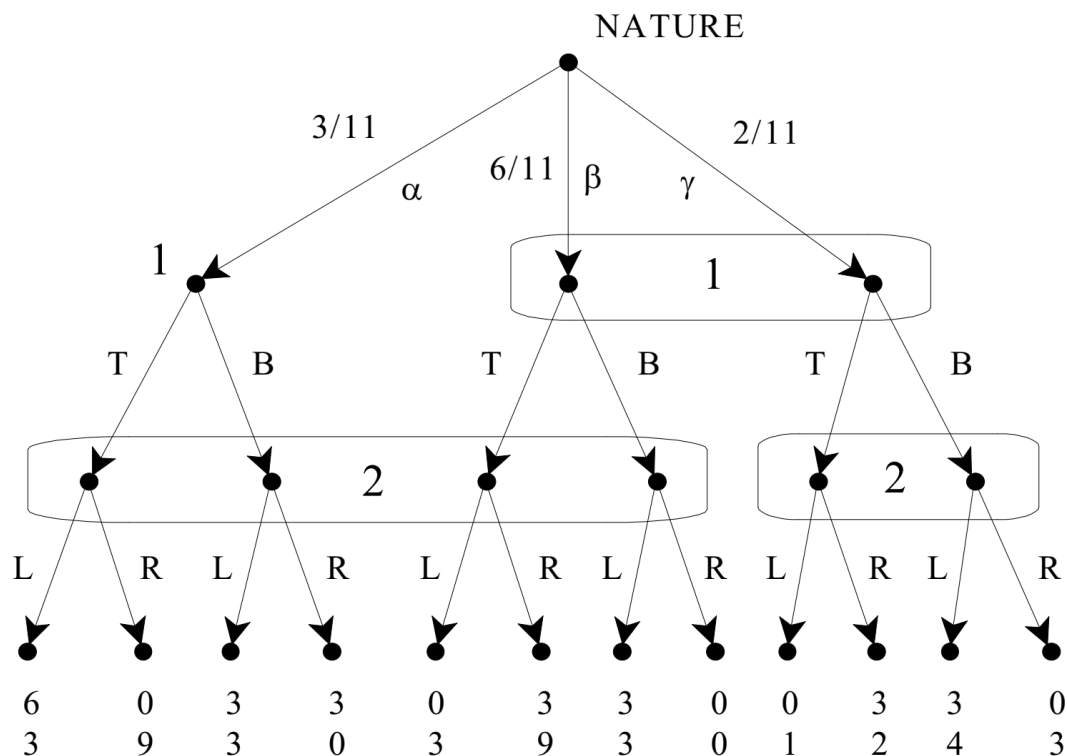 NATURE
3/11 6/11 2/11
α β γ
1 1
T B T B T B
2 2
L R L R L R L R L R L R
6 0 3 3 0 3 3 0 0 3 3 0
3 9 3 0 3 9 3 0 1 2 4 3